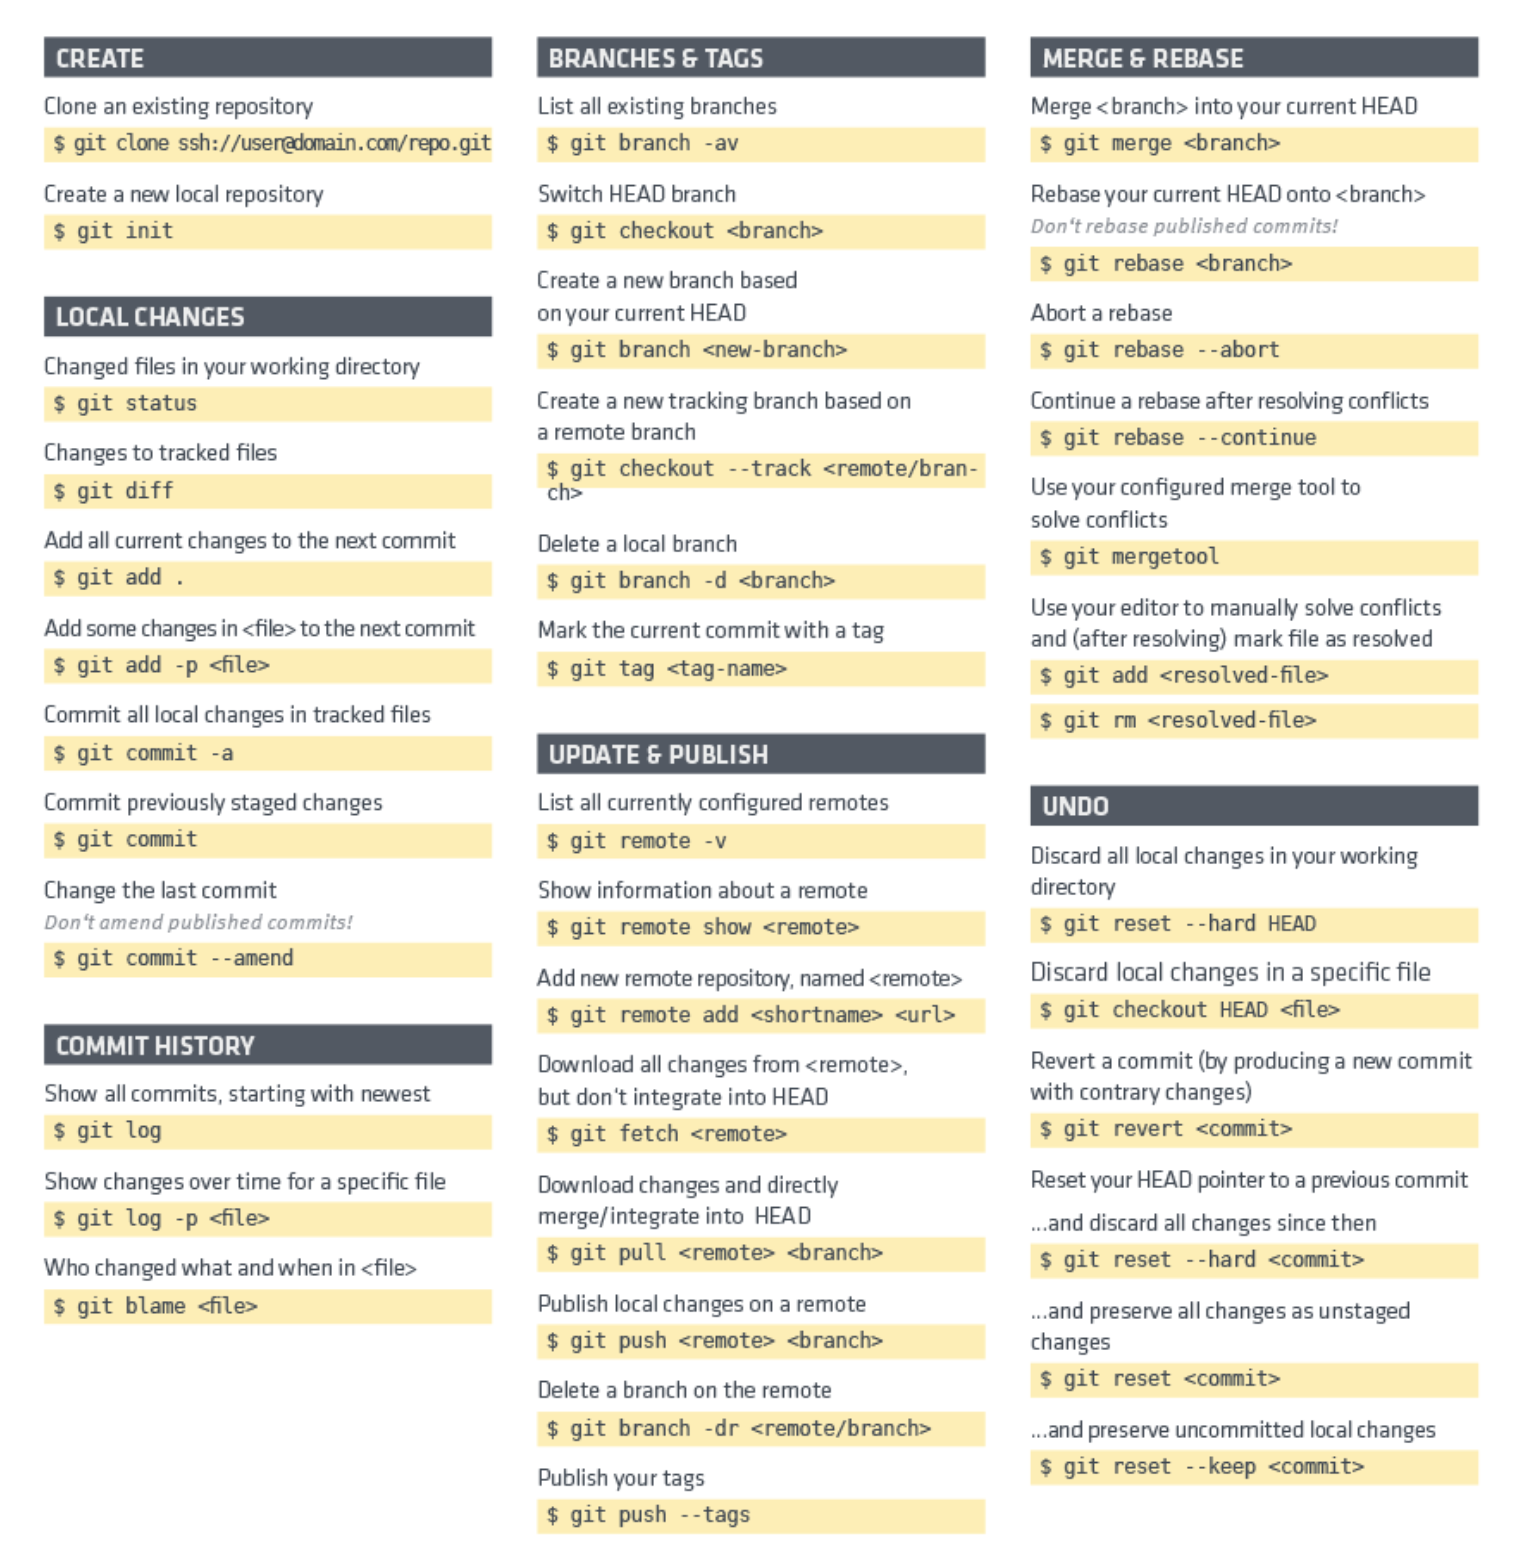 CREATE
Clone an existing repository
$ git clone ssh://user@domain.com/repo.git
Create a new local repository
$ git init
LOCAL CHANGES
Changed files in your working directory
$ git status
Changes to tracked files
$ git diff
Add all current changes to the next commit
$ git add .
Add some changes in <file> to the next commit
$ git add -p <file>
Commit all local changes in tracked files
$ git commit -a
Commit previously staged changes
$ git commit
Change the last commit
Don‘t amend published commits!
$ git commit --amend
COMMIT HISTORY
Show all commits, starting with newest
$ git log
Show changes over time for a specific file
$ git log -p <file>
Who changed what and when in <file>
$ git blame <file>
BRANCHES & TAGS
List all existing branches
$ git branch -av
Switch HEAD branch
$ git checkout <branch>
Create a new branch based
on your current HEAD
$ git branch <new-branch>
Create a new tracking branch based on
a remote branch
$ git checkout --track <remote/bran-
ch>
Delete a local branch
$ git branch -d <branch>
Mark the current commit with a tag
$ git tag <tag-name>
UPDATE & PUBLISH
List all currently configured remotes
$ git remote -v
Show information about a remote
$ git remote show <remote>
Add new remote repository, named <remote>
$ git remote add <shortname> <url>
Download all changes from <remote>,
but don‘t integrate into HEAD
$ git fetch <remote>
Download changes and directly
merge/integrate into HEAD
$ git pull <remote> <branch>
Publish local changes on a remote
$ git push <remote> <branch>
Delete a branch on the remote
$ git branch -dr <remote/branch>
Publish your tags
$ git push --tags
MERGE & REBASE
Merge <branch> into your current HEAD
$ git merge <branch>
Rebase your current HEAD onto <branch>
Don‘t rebase published commits!
$ git rebase <branch>
Abort a rebase
$ git rebase --abort
Continue a rebase after resolving conflicts
$ git rebase --continue
Use your configured merge tool to
solve conflicts
$ git mergetool
Use your editor to manually solve conflicts
and (after resolving) mark file as resolved
$ git add <resolved-file>
$ git rm <resolved-file>
UNDO
Discard all local changes in your working
directory
$ git reset --hard HEAD
Discard local changes in a specific file
$ git checkout HEAD <file>
Revert a commit (by producing a new commit
with contrary changes)
$ git revert <commit>
Reset your HEAD pointer to a previous commit
...and discard all changes since then
$ git reset --hard <commit>
...and preserve all changes as unstaged
changes
$ git reset <commit>
...and preserve uncommitted local changes
$ git reset --keep <commit>